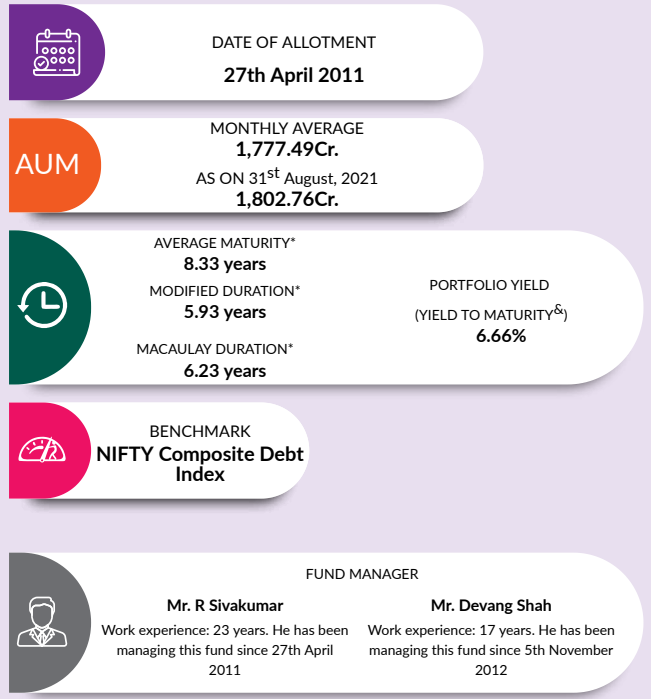 DATE OF ALLOTMENT
27th April 2011
AUM
MONTHLY AVERAGE
1,777.49Cr.
AS ON 31st August, 2021
1,802.76Cr.
AVERAGE MATURITY*
8.33 years
MODIFIED DURATION*
5.93 years
MACAULAY DURATION*
6.23 years
PORTFOLIO YIELD
(YIELD TO MATURITY&)
6.66%
BENCHMARK
NIFTY Composite Debt
Index
FUND MANAGER
Mr. R Sivakumar
Work experience: 23 years. He has been
managing this fund since 27th April
2011
Mr. Devang Shah
Work experience: 17 years. He has been
managing this fund since 5th November
2012